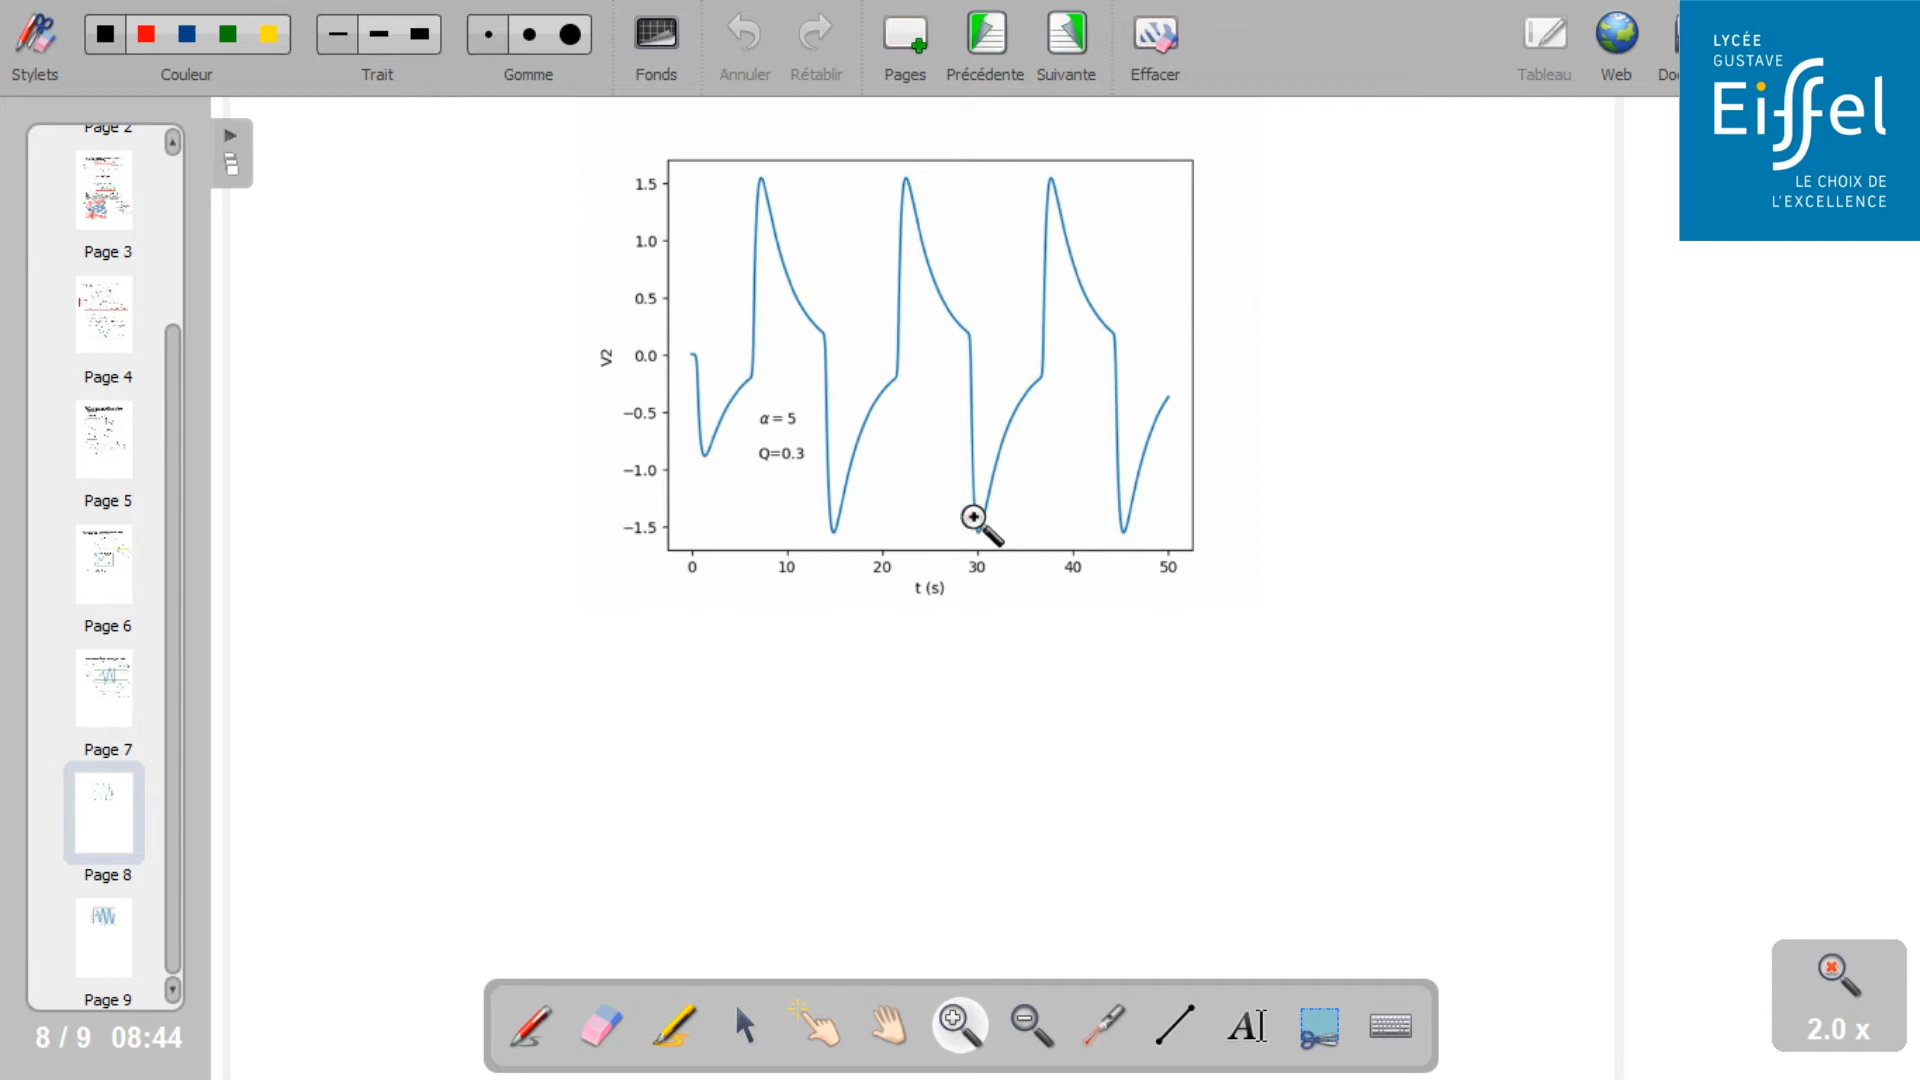 Stylets
Couleur
Trait
Gomme
Fonds
Annuler
Rétablir
Pages
Précédente
Suivante
Effacer
Tableau
Web
LYCÉE
GUSTAVE
Eiffel
LE CHOIX DE
L'EXCELLENCE
Page 2
Page 3
Page 4
Page 5
Page 6
Page 7
Page 8
Page 9
8 / 9 08:44
1.5
1.0
0.5
0.0
−0.5
−1.0
−1.5
V2
α = 5
Q=0.3
0 10 20 30 40 50
t (s)
AI
2.0 x